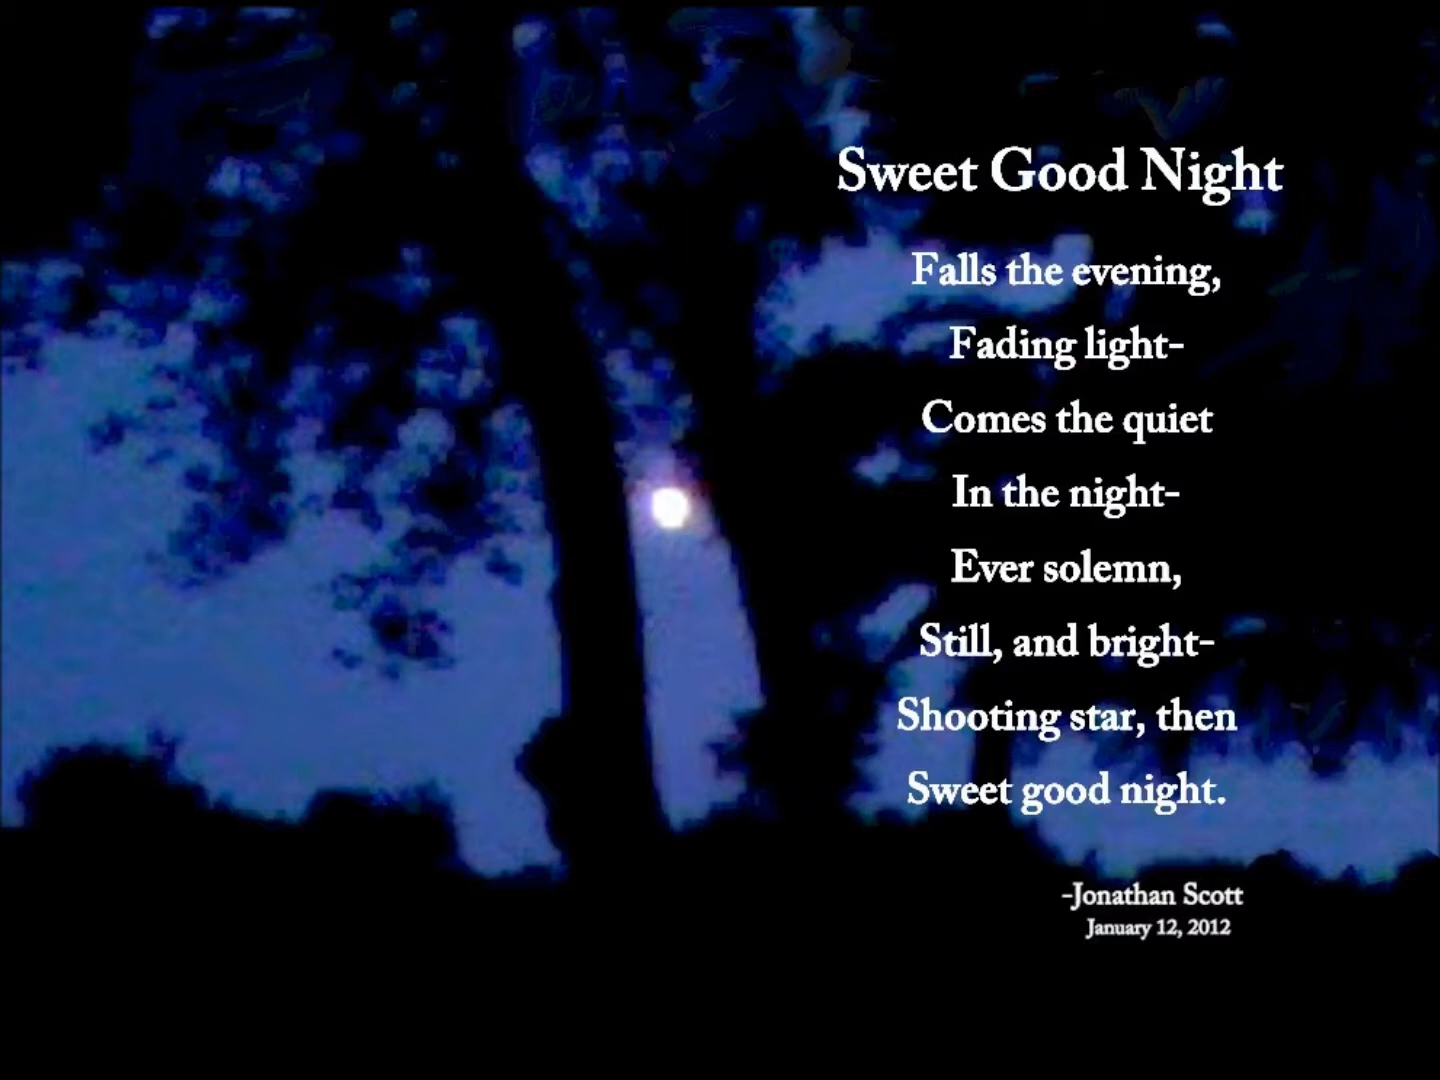 Sweet Good Night
Falls the evening,
Fading light-
Comes the quiet
In the night-
Ever solemn,
Still, and bright-
Shooting star, then
Sweet good night.
-Jonathan Scott
January 12, 2012